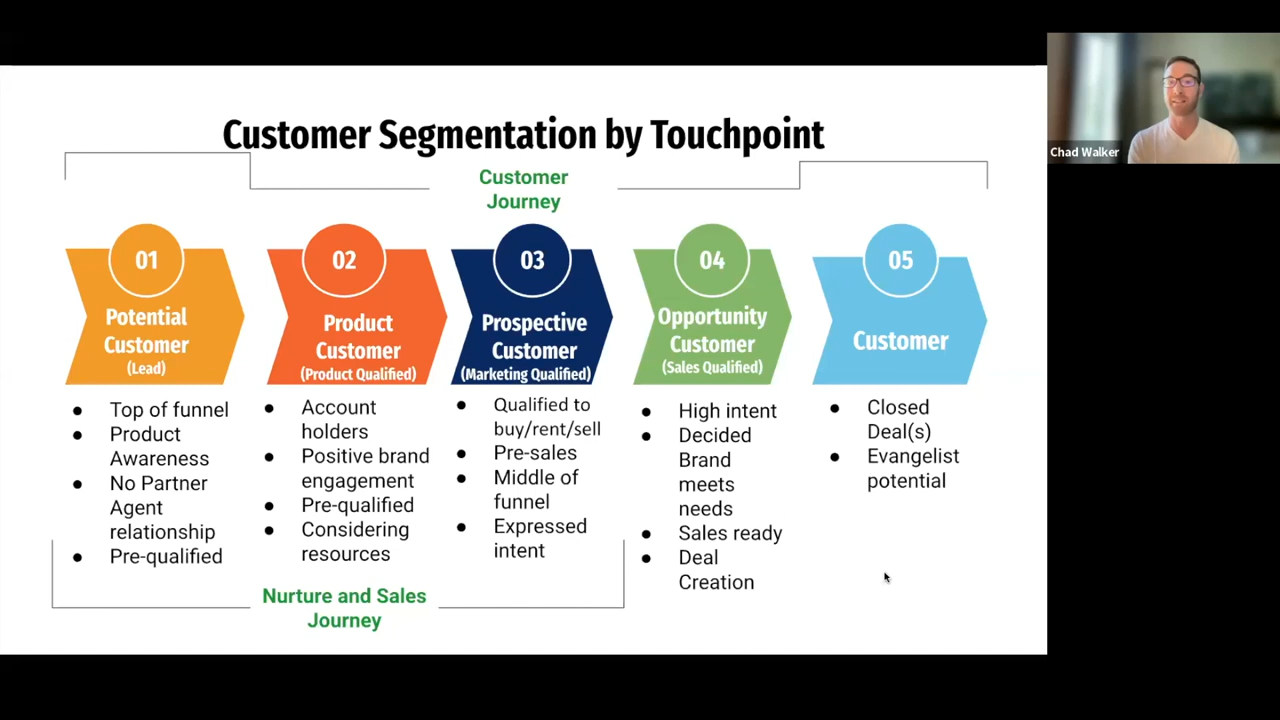 Customer Segmentation by Touchpoint
Chad Walker
Customer
Journey
01
Potential
Customer
(Lead)
Top of funnel
Product
Awareness
No Partner
Agent
relationship
Pre-qualified
02
Product
Customer
(Product Qualified)
Account
holders
Positive brand
engagement
Pre-qualified
Considering
resources
03
Prospective
Customer
(Marketing Qualified)
Qualified to
buy/rent/sell
Pre-sales
Middle of
funnel
Expressed
intent
04
Opportunity
Customer
(Sales Qualified)
High intent
Decided
Brand
meets
needs
Sales ready
Deal
Creation
05
Customer
Closed
Deal(s)
Evangelist
potential
Nurture and Sales
Journey